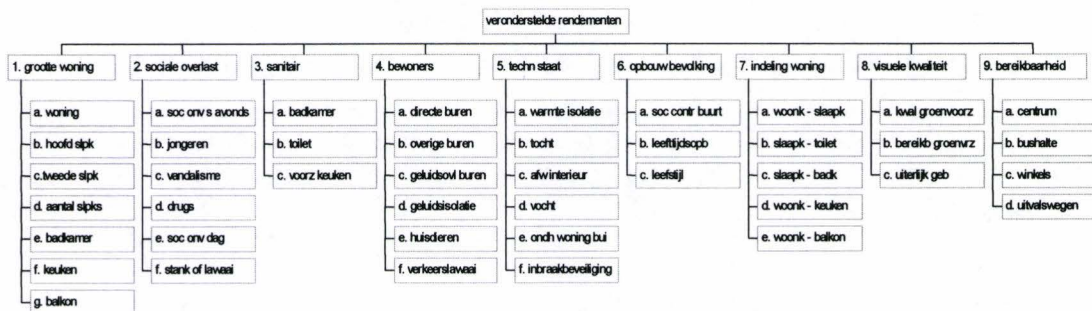 veronderstelde rendementen
1. grootte woning
a. woning
b. hoofd slpk
c.tweede slpk
d. aantal slpks
e. badkamer
f. keuken
g. balkon
2. sociale overlast
a. soc onv s avonds
b. jongeren
c. vandalisme
d. drugs
e. soc onv dag
f. stank of lawaai
3. sanitair
a. badkamer
b. toilet
c. voorz keuken
4. bewoners
a. directe buren
b. overige buren
c. geluidsovl buren
d. geluidsisolatie
e. huisdieren
f. verkeerslawaai
5. techn staat
a. warmte isolatie
b. tocht
c. afw interieur
d. vocht
e. ondh woning bui
f. inbraakbeveiliging
6. opbouw bevolking
a. soc contr buurt
b. leeftijdsopb
c. leefstijl
7. indeling woning
a. woonk - slaapk
b. slaapk - toilet
c. slaapk - badk
d. woonk - keuken
e. woonk - balkon
8. visuele kwaliteit
a. kwal groenvoorz
b. bereikb groenvrz
c. uiterlijk geb
9. bereikbaarheid
a. centrum
b. bushalte
c. winkels
d. uitvalswegen